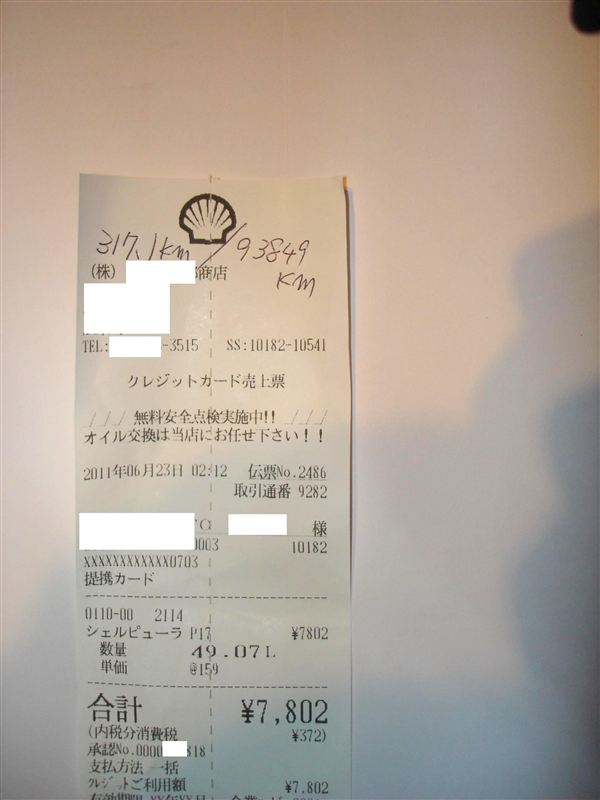 317.1km / 93849 km
(株) 商店
TEL: -3515 SS:10182-10541
クレジットカード売上票
/ / / 無料安全点検実施中!! / / /
オイル交換は当店にお任せ下さい!!
2011年06月23日 02:12 伝票No.2486
取引通番 9282
様
0003 10182
XXXXXXXXXXXX0703
提携カード
0110-00 2114
シェルピューラ P17 ¥7802
数量 49.07L
単価 @159
合計 ¥7,802
(内税分消費税 ¥372)
承認No.0000 818
支払方法 一括
クレジットご利用額 ¥7,802